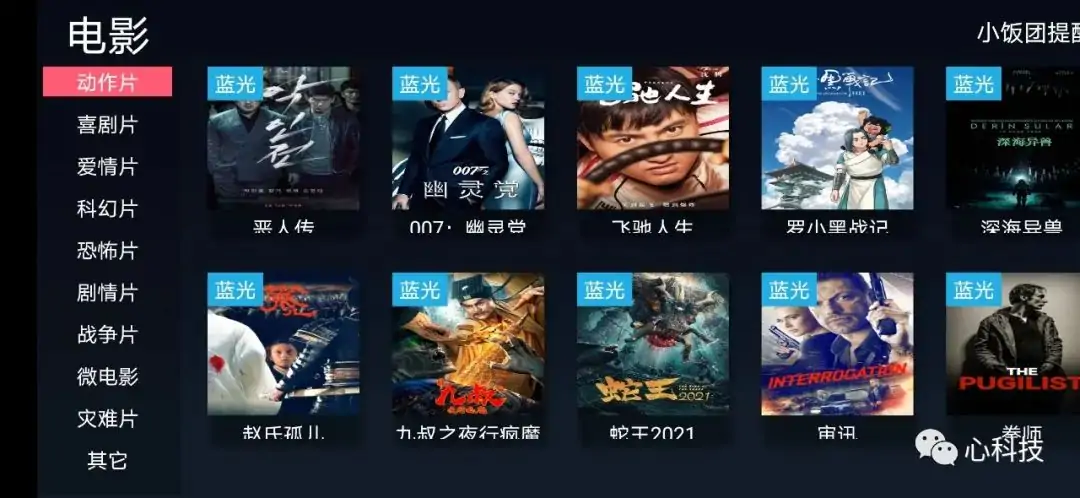 电影
小饭团提醒
动作片
喜剧片
爱情片
科幻片
恐怖片
剧情片
战争片
微电影
灾难片
其它
蓝光
蓝光
蓝光
蓝光
蓝光
恶人传
007
幽灵党
飞驰人生
黑战记
DERIN SULAR
深海异兽
恶人传
007：幽灵党
飞驰人生
罗小黑战记
深海异兽
蓝光
蓝光
蓝光
蓝光
蓝光
九叔
蛇王
2021
INTERROGATION
THE
PUGILIST
赵氏孤儿
九叔之夜行疯魔
蛇王2021
审讯
拳师
心科技